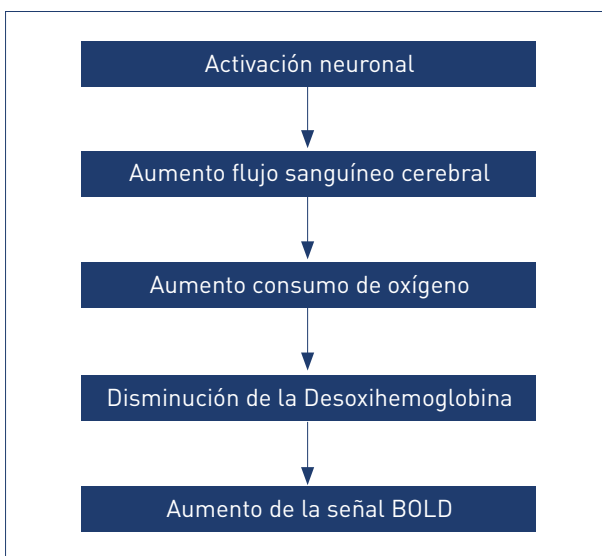 Activación neuronal
Aumento flujo sanguíneo cerebral
Aumento consumo de oxígeno
Disminución de la Desoxihemoglobina
Aumento de la señal BOLD